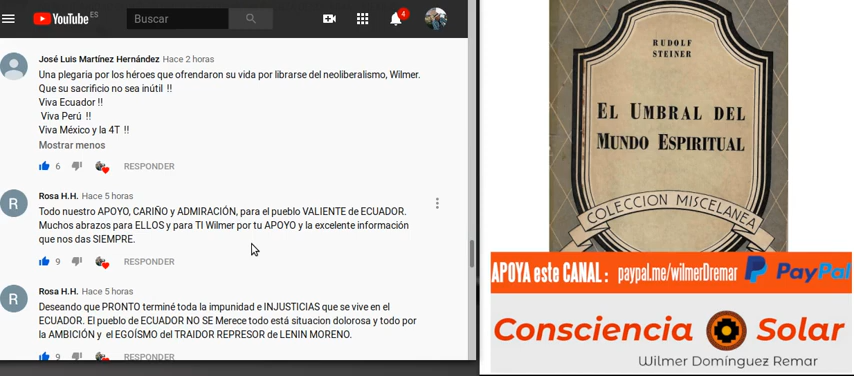 YouTube ES
Buscar
4
José Luis Martínez Hernández Hace 2 horas
Una plegaria por los héroes que ofrendaron su vida por librarse del neoliberalismo, Wilmer.
Que su sacrificio no sea inútil !!
Viva Ecuador !!
Viva Perú !!
Viva México y la 4T !!
Mostrar menos
6 RESPONDER
R
Rosa H.H. Hace 5 horas
Todo nuestro APOYO, CARIÑO y ADMIRACIÓN, para el pueblo VALIENTE de ECUADOR.
Muchos abrazos para ELLOS y para TI Wilmer por tu APOYO y la excelente información
que nos das SIEMPRE.
9 RESPONDER
R
Rosa H.H. Hace 5 horas
Deseando que PRONTO terminé toda la impunidad e INJUSTICIAS que se vive en el
ECUADOR. El pueblo de ECUADOR NO SE Merece todo está situacion dolorosa y todo por
la AMBICIÓN y el EGOÍSMO del TRAIDOR REPRESOR de LENIN MORENO.
9 RESPONDER
RUDOLF
STEINER
EL UMBRAL DEL
MUNDO ESPIRITUAL
COLECCION MISCELANEA
APOYA este CANAL : paypal.me/wilmerDremar PayPal
Consciencia Solar
Wilmer Domínguez Remar